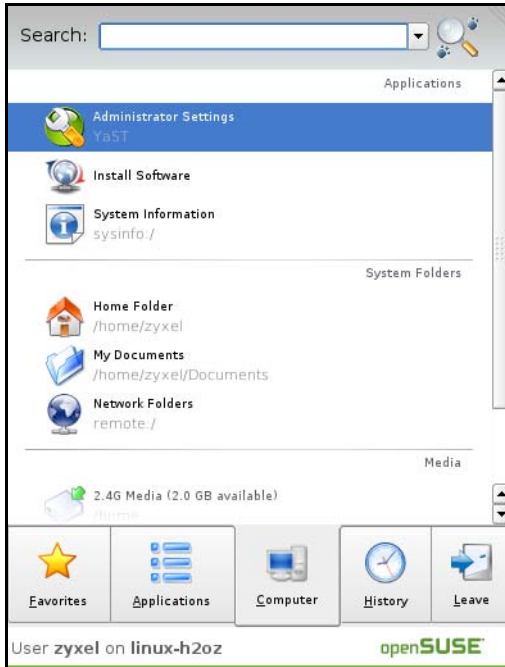 Search:
Applications
Administrator Settings
YaST
Install Software
System Information
sysinfo:/
System Folders
Home Folder
/home/zyxel
My Documents
/home/zyxel/Documents
Network Folders
remote:/
Media
2.4G Media (2.0 GB available)
/home
Favorites
Applications
Computer
History
Leave
User zyxel on linux-h2oz
openSUSE